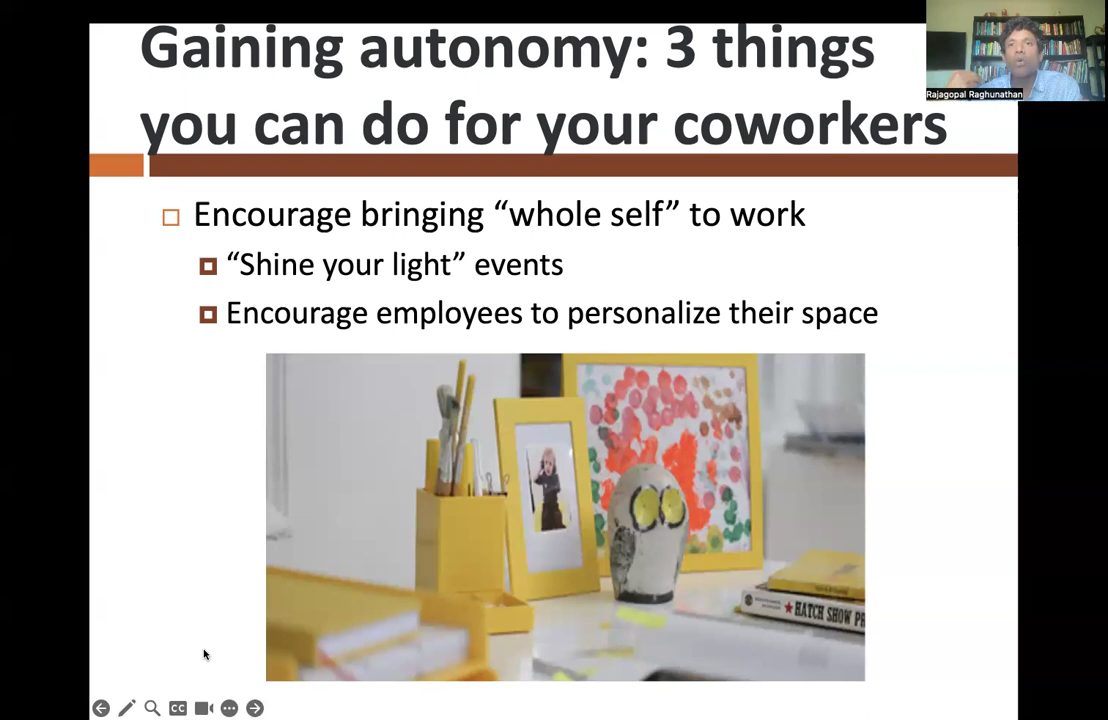 Gaining autonomy: 3 things
you can do for your coworkers
Rajagopal Raghunathan
Encourage bringing “whole self” to work
“Shine your light” events
Encourage employees to personalize their space
HATCH SHOW PR
CC